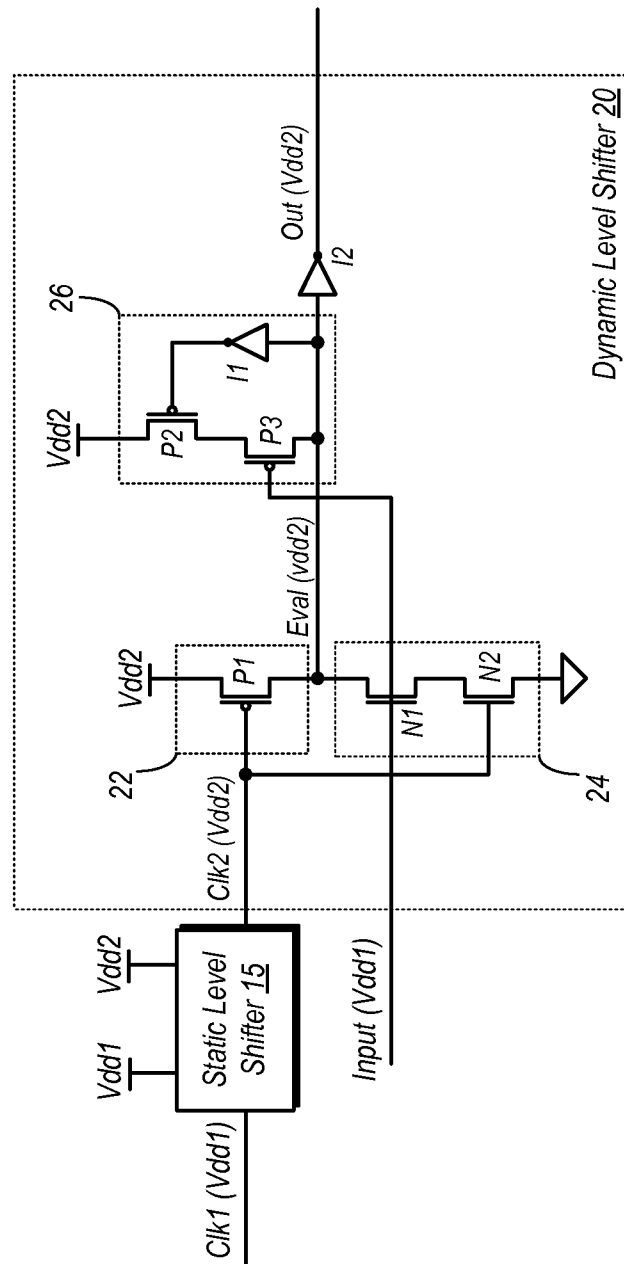 Clk1 (Vdd1)
Vdd1
Vdd2
Static Level
Shifter 15
Input (Vdd1)
Clk2 (Vdd2)
22
Vdd2
P1
N1
N2
24
Eval (vdd2)
26
Vdd2
P2
P3
I1
I2
Out (Vdd2)
Dynamic Level Shifter 20